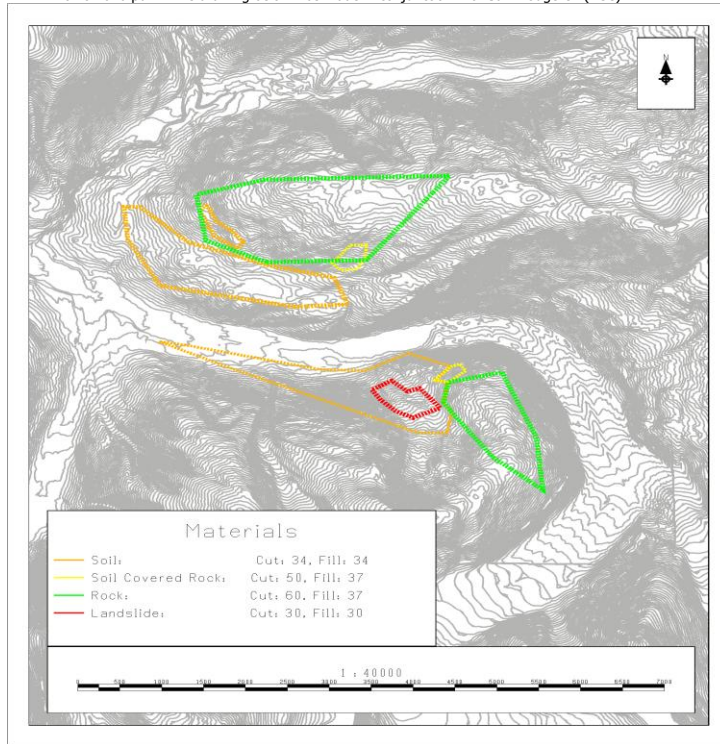 N
Materials
Soil: Cut: 34, Fill: 34
Soil Covered Rock: Cut: 50, Fill: 37
Rock: Cut: 60, Fill: 37
Landslide: Cut: 30, Fill: 30
1 : 40000
0 500 1000 1500 2000 2500 3000 3500 4000 4500 5000 5500 6000 6500 7000